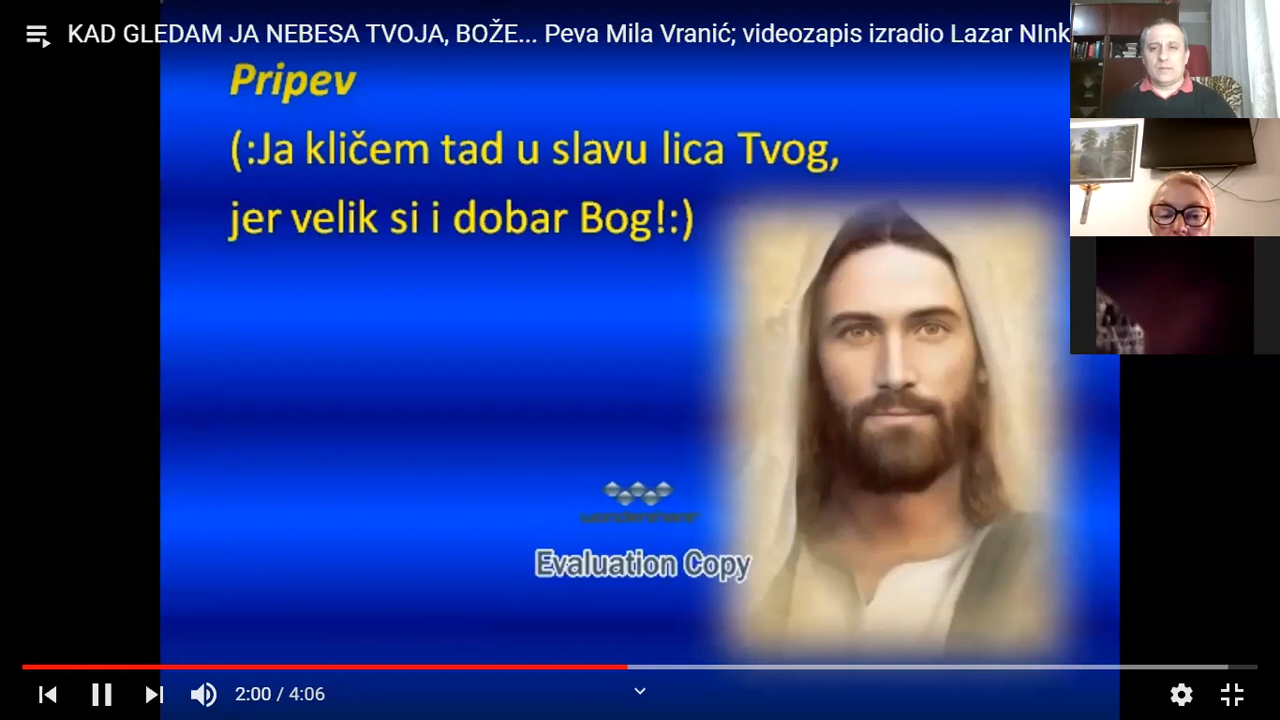 KAD GLEDAM JA NEBESA TVOJA, BOŽE... Peva Mila Vranić; videozapis izradio Lazar NInk
Pripev
(:Ja kličem tad u slavu lica Tvog,
jer velik si i dobar Bog!:)
wondershare
Evaluation Copy
2:00 / 4:06